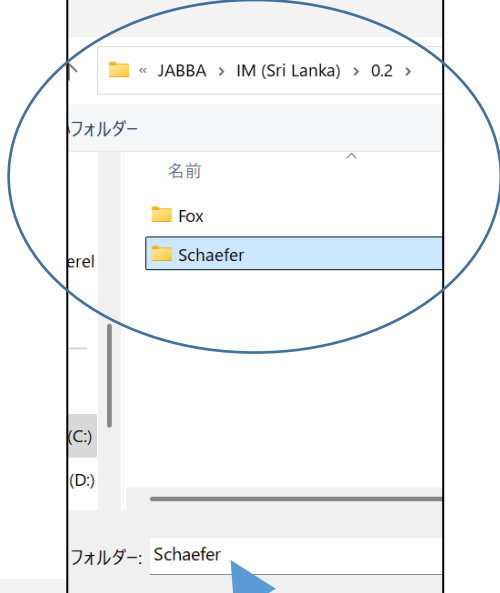 « JABBA › IM (Sri Lanka) › 0.2 ›
フォルダー
名前
Fox
erel
Schaefer
(C:)
(D:)
フォルダー: Schaefer